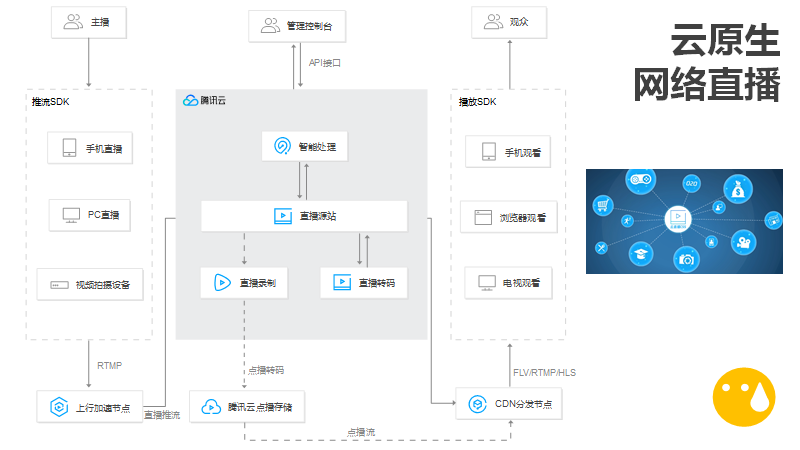 主播
管理控制台
观众
云原生
网络直播
API接口
推流SDK
腾讯云
播放SDK
手机直播
智能处理
手机观看
PC直播
直播源站
浏览器观看
视频拍摄设备
直播录制
直播转码
电视观看
RTMP
点播转码
FLV/RTMP/HLS
上行加速节点
直播推流
腾讯云点播存储
CDN分发节点
点播流
O2O